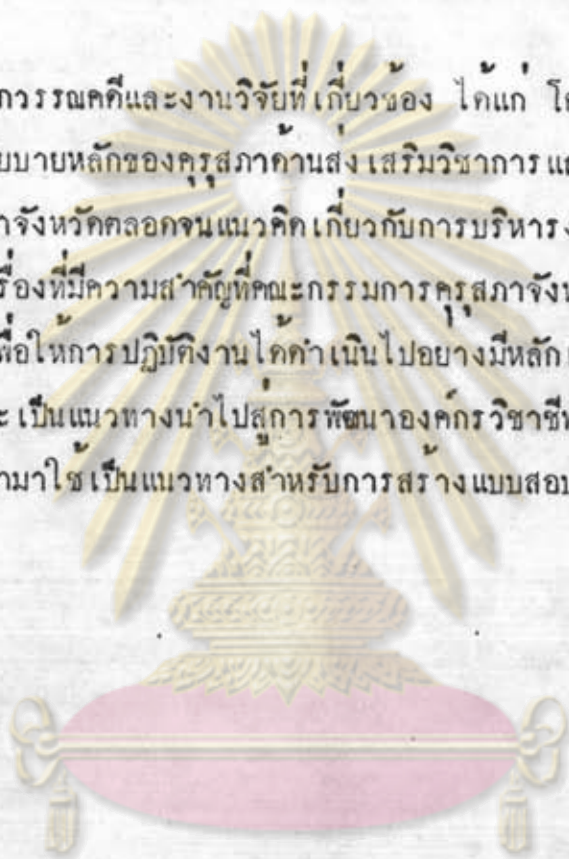 กวรรณคดีและงานวิจัยที่เกี่ยวข้อง ได้แก่ โค
ยบายหลักของคุรุสภาด้านส่งเสริมวิชาการ แล
าจังหวัดตลอดจนแนวคิดเกี่ยวกับการบริหารง
รื่องที่มีความสำคัญที่คณะกรรมการคุรุสภาจังห
พื่อให้การปฏิบัติงานได้ดำเนินไปอย่างมีหลัก
ะเป็นแนวทางนำไปสู่การพัฒนาองค์กรวิชาชีพ
ำมาใช้เป็นแนวทางสำหรับการสร้างแบบสอบ